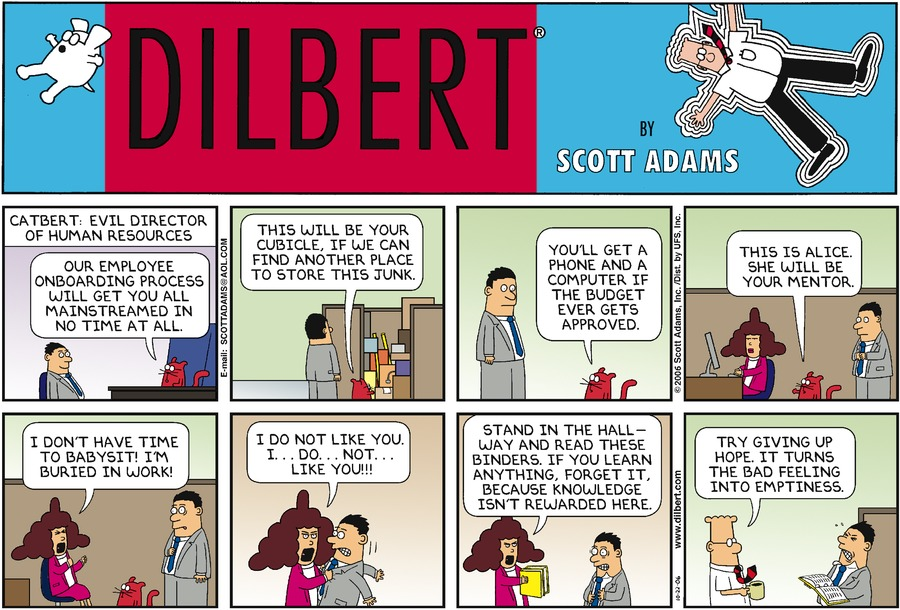 DILBERT®
BY
SCOTT ADAMS
CATBERT: EVIL DIRECTOR
OF HUMAN RESOURCES
OUR EMPLOYEE
ONBOARDING PROCESS
WILL GET YOU ALL
MAINSTREAMED IN
NO TIME AT ALL.
E-mail: SCOTTADAMS@AOL.COM
THIS WILL BE YOUR
CUBICLE, IF WE CAN
FIND ANOTHER PLACE
TO STORE THIS JUNK.
YOU'LL GET A
PHONE AND A
COMPUTER IF
THE BUDGET
EVER GETS
APPROVED.
© 2006 Scott Adams, Inc. /Dist. by UFS, Inc.
THIS IS ALICE.
SHE WILL BE
YOUR MENTOR.
I DON'T HAVE TIME
TO BABYSIT! I'M
BURIED IN WORK!
I DO NOT LIKE YOU.
I...DO...NOT...
LIKE YOU!!!
STAND IN THE HALL-
WAY AND READ THESE
BINDERS. IF YOU LEARN
ANYTHING, FORGET IT,
BECAUSE KNOWLEDGE
ISN'T REWARDED HERE.
www.dilbert.com
10-22-06
TRY GIVING UP
HOPE. IT TURNS
THE BAD FEELING
INTO EMPTINESS.